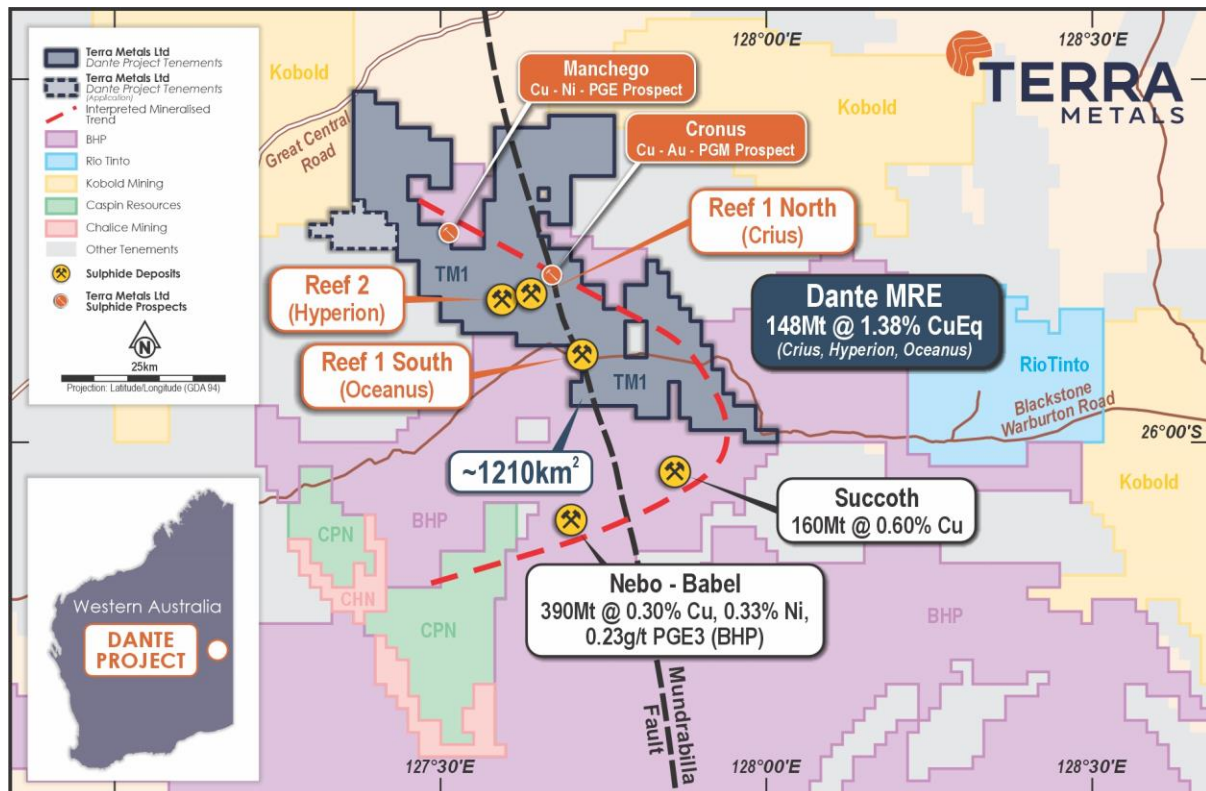 Terra Metals Ltd
Dante Project Tenements
Terra Metals Ltd
Dante Project Tenements
(Application)
Interpreted Mineralised
Trend
BHP
Rio Tinto
Kobold Mining
Caspin Resources
Chalice Mining
Other Tenements
Sulphide Deposits
Terra Metals Ltd
Sulphide Prospects
N
25km
Projection: Latitude/Longitude (GDA 94)
128°00'E
128°30'E
TERRA
METALS
Kobold
Kobold
Great Central
Road
Manchego
Cu - Ni - PGE Prospect
Cronus
Cu - Au - PGM Prospect
Reef 1 North
(Crius)
TM1
Reef 2
(Hyperion)
Dante MRE
148Mt @ 1.38% CuEq
(Crius, Hyperion, Oceanus)
Reef 1 South
(Oceanus)
TM1
RioTinto
Blackstone
Warburton Road
26°00'S
~1210km²
Succoth
160Mt @ 0.60% Cu
Kobold
BHP
CPN
CHN
CPN
Nebo - Babel
390Mt @ 0.30% Cu, 0.33% Ni,
0.23g/t PGE3 (BHP)
BHP
Western Australia
DANTE
PROJECT
Mundrabilla
Fault
127°30'E
128°00'E
128°30'E